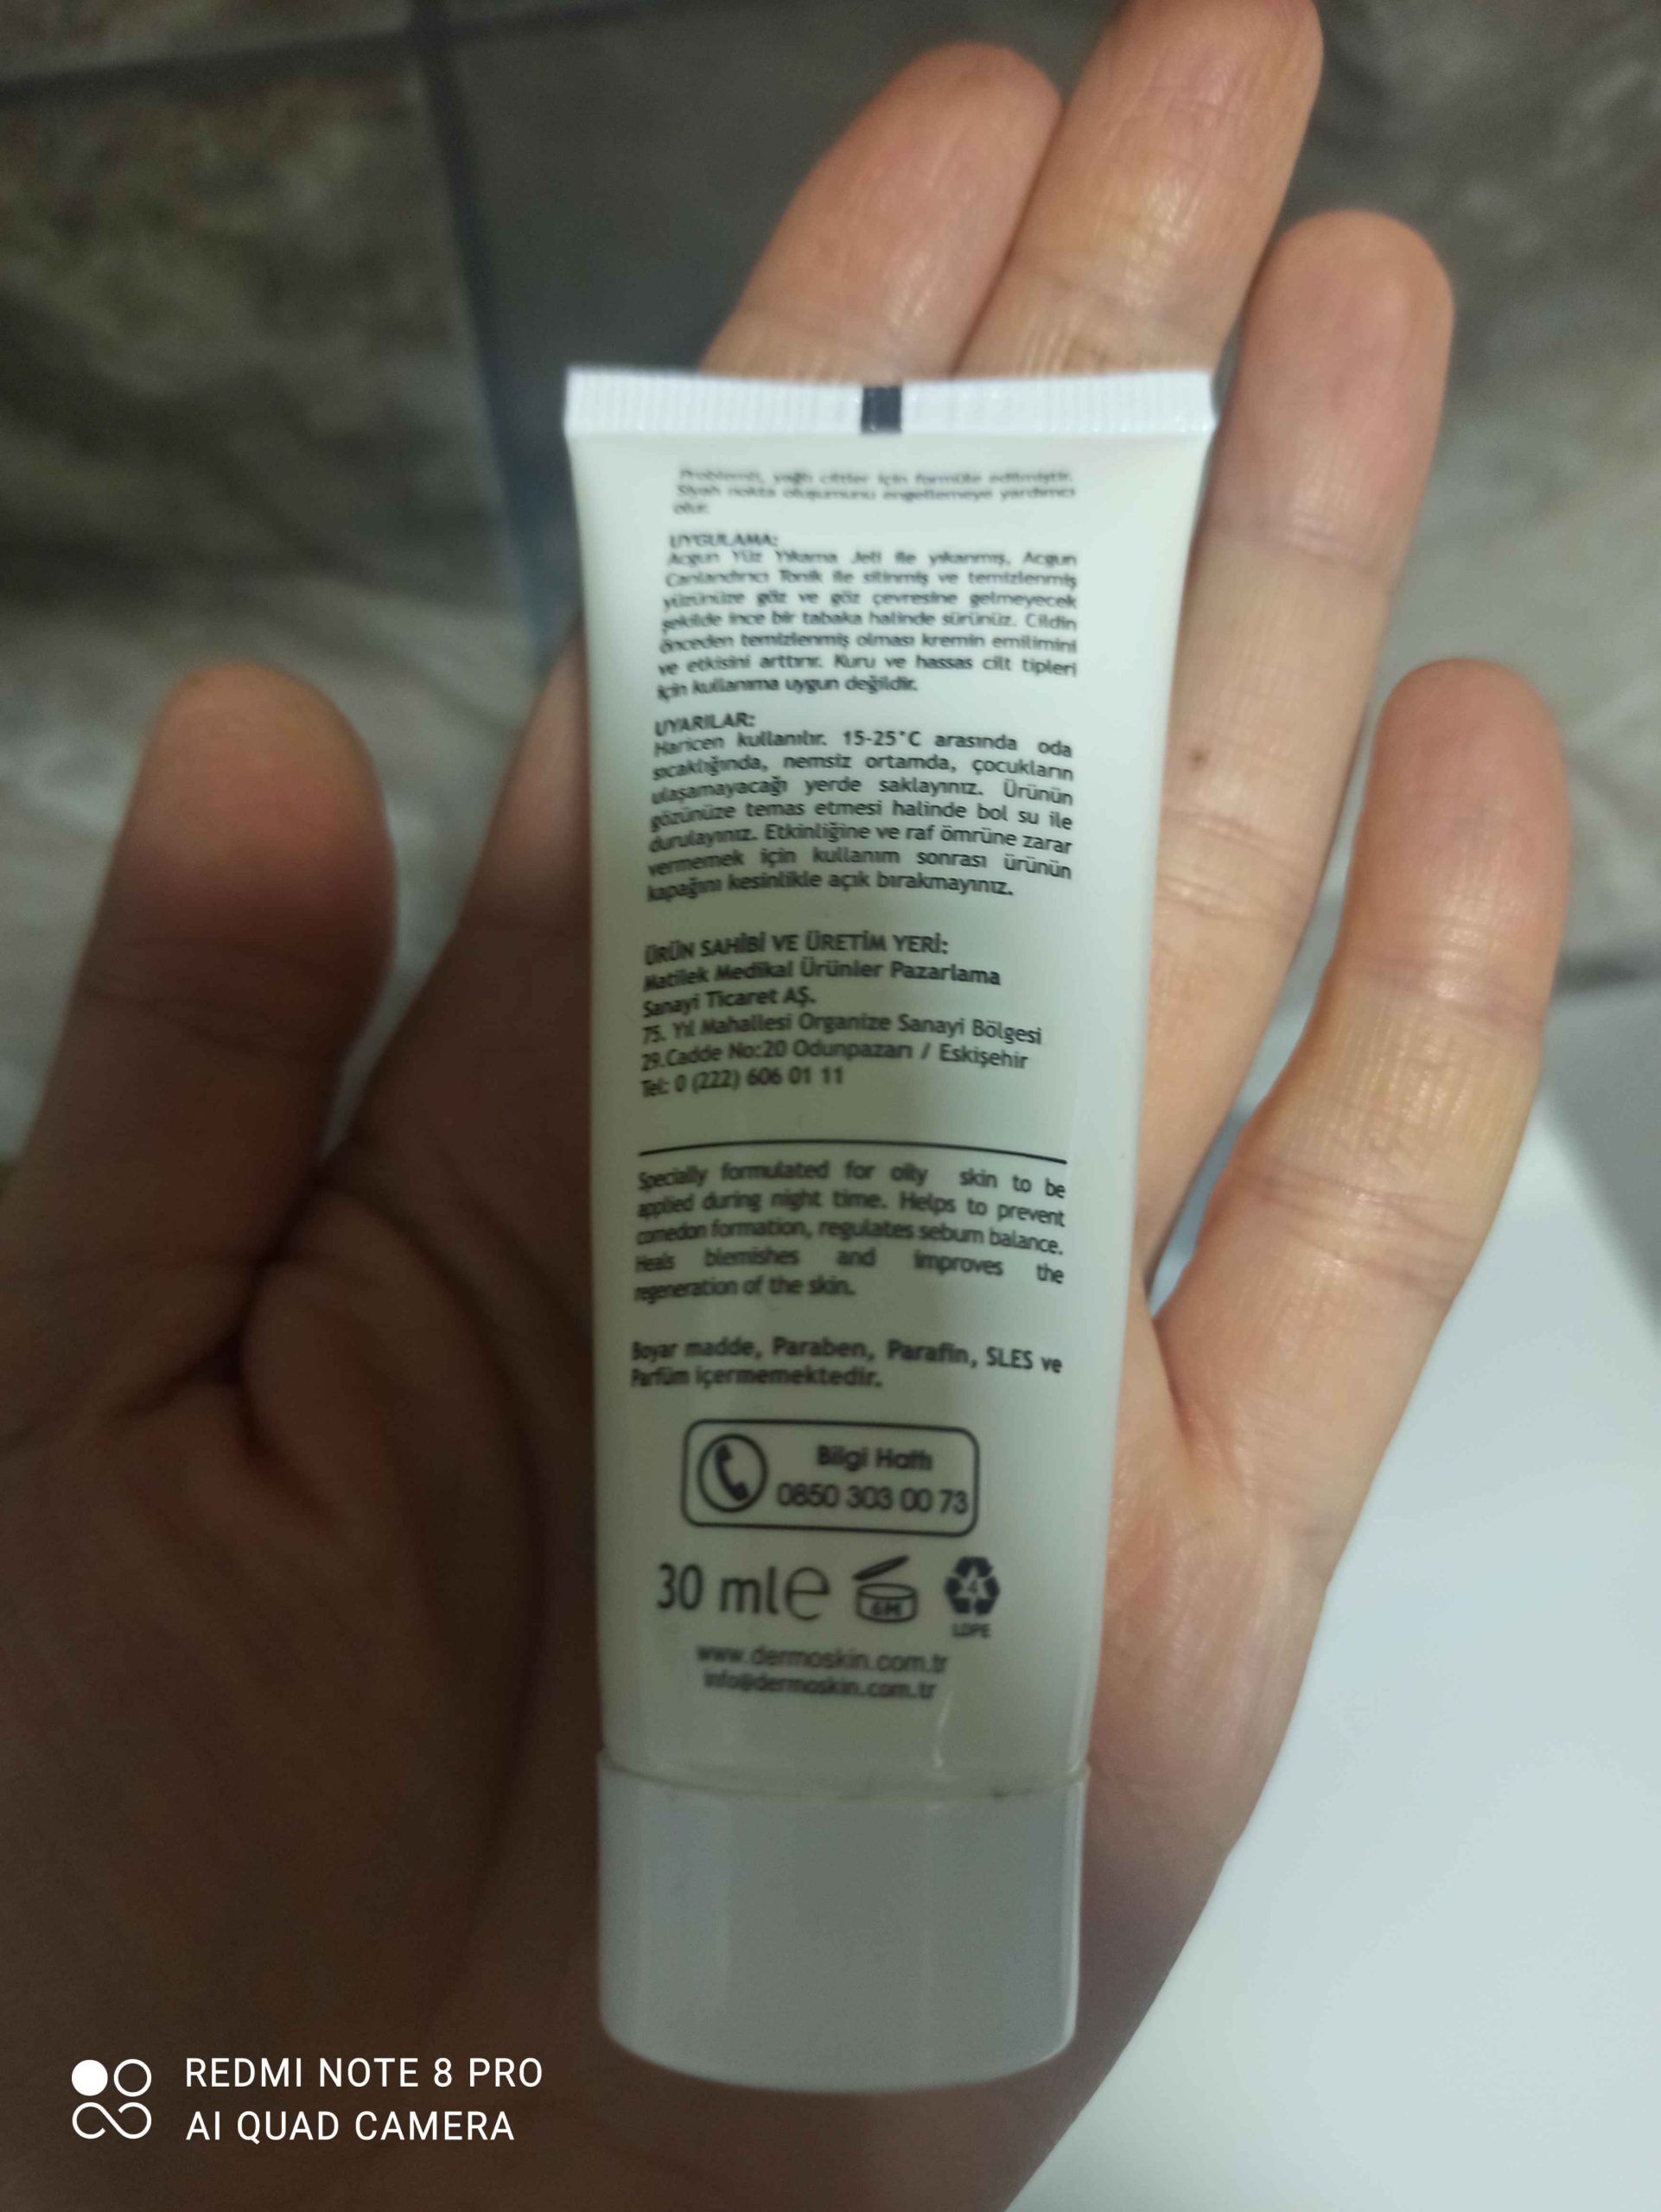 Problemli, yağlı ciltler için formüle edilmiştir.
Siyah nokta oluşumunu engellemeye yardımcı
olur.
UYGULAMA:
Acgun Yüz Yıkama Jeli ile yıkanmış, Acgun
Canlandırıcı Tonik ile silinmiş ve temizlenmiş
yüzünüze göz ve göz çevresine gelmeyecek
şekilde ince bir tabaka halinde sürünüz. Cildin
önceden temizlenmiş olması kremin emilimini
ve etkisini arttırır. Kuru ve hassas cilt tipleri
için kullanıma uygun değildir.
UYARILAR:
Haricen kullanılır. 15-25°C arasında oda
sıcaklığında, nemsiz ortamda, çocukların
ulaşamayacağı yerde saklayınız. Ürünün
gözünüze temas etmesi halinde bol su ile
durulayınız. Etkinliğine ve raf ömrüne zarar
vermemek için kullanım sonrası ürünün
kapağını kesinlikle açık bırakmayınız.
ÜRÜN SAHİBİ VE ÜRETİM YERİ:
Matilek Medikal Ürünler Pazarlama
Sanayi Ticaret AŞ.
75. Yıl Mahallesi Organize Sanayi Bölgesi
29.Cadde No:20 Odunpazarı / Eskişehir
Tel: 0 (222) 606 01 11
Specially formulated for oily skin to be
applied during night time. Helps to prevent
comedon formation, regulates sebum balance.
Heals blemishes and improves the
regeneration of the skin.
Boyar madde, Paraben, Parafin, SLES ve
Parfüm içermemektedir.
Bilgi Hattı
0850 303 00 73
30 ml e 6M 4
LDPE
www.dermoskin.com.tr
info@dermoskin.com.tr
REDMI NOTE 8 PRO
AI QUAD CAMERA